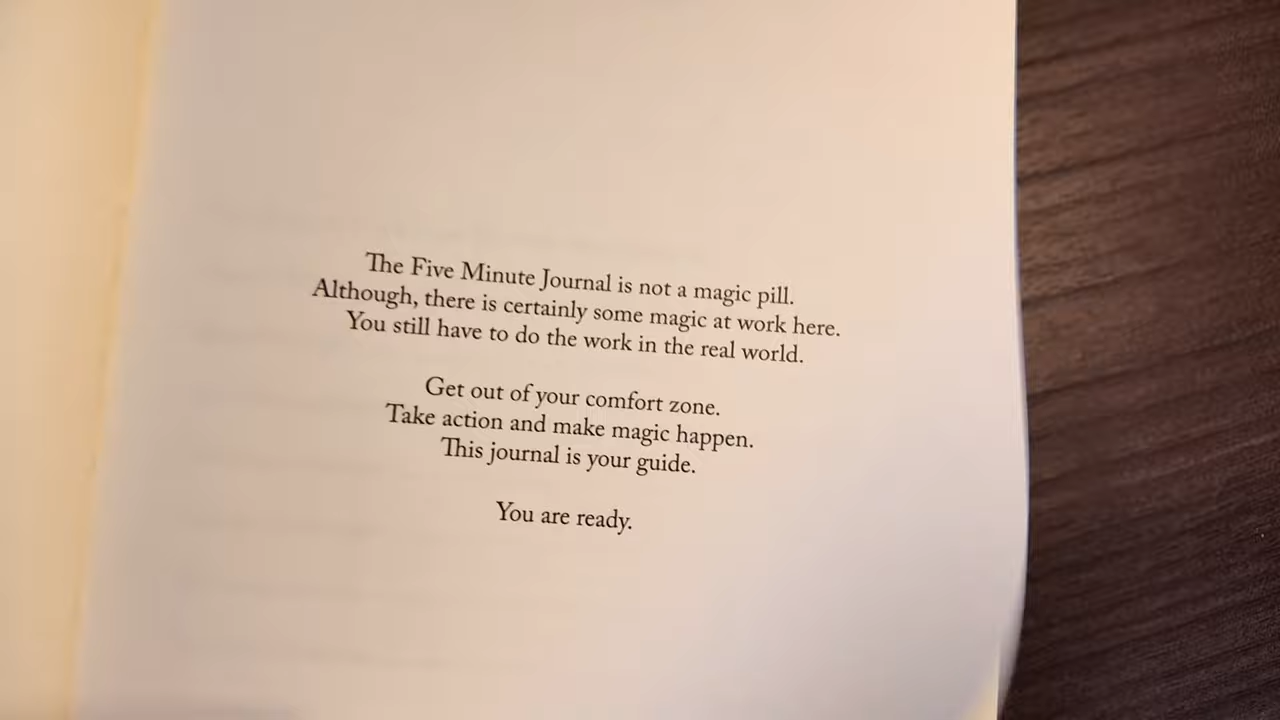 The Five Minute Journal is not a magic pill.
Although, there is certainly some magic at work here.
You still have to do the work in the real world.
Get out of your comfort zone.
Take action and make magic happen.
This journal is your guide.
You are ready.